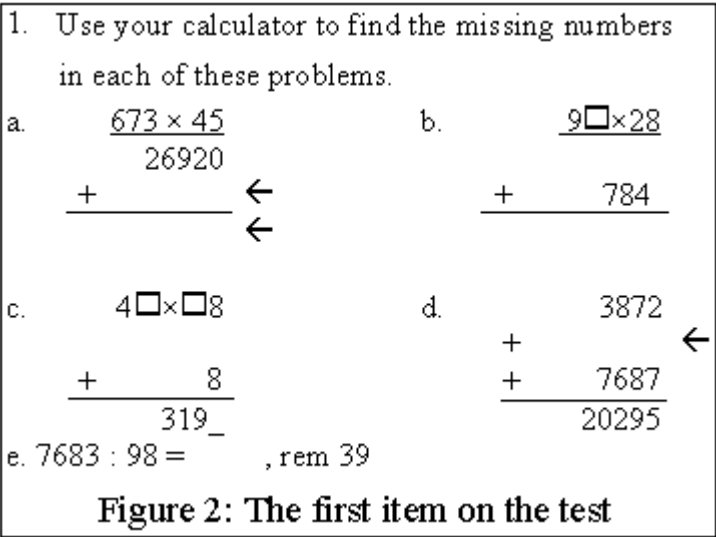 1. Use your calculator to find the missing numbers
in each of these problems.
a. 673 × 45 b. 9□×28
26920
+ ← + 784
←
c. 4□×□8 d. 3872
+ ←
+ 8 + 7687
319_ 20295
e. 7683 : 98 = , rem 39
Figure 2: The first item on the test